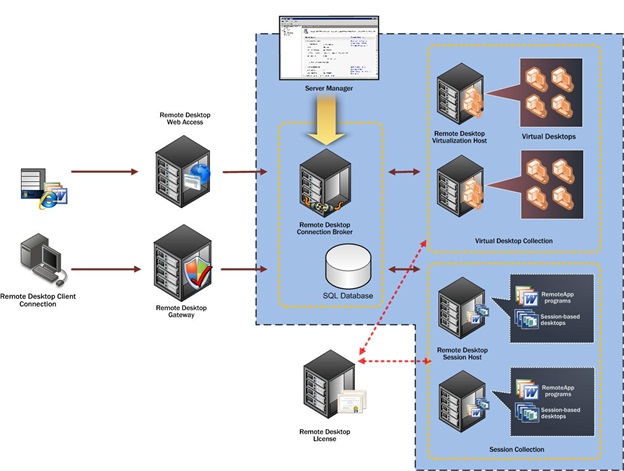 Server Manager
Remote Desktop
Web Access
Remote Desktop
Connection Broker
SQL Database
Remote Desktop Client
Connection
Remote Desktop
Gateway
Remote Desktop
LIcense
Remote Desktop
Virtualization Host
Virtual Desktops
Virtual Desktop Collection
RemoteApp
programs
Session-based
desktops
Remote Desktop
Session Host
RemoteApp
programs
Session-based
desktops
Session Collection